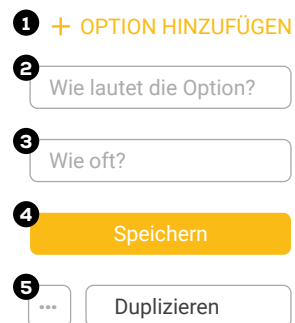 1 + OPTION HINZUFÜGEN
2
Wie lautet die Option?
3
Wie oft?
4
Speichern
5
••• Duplizieren